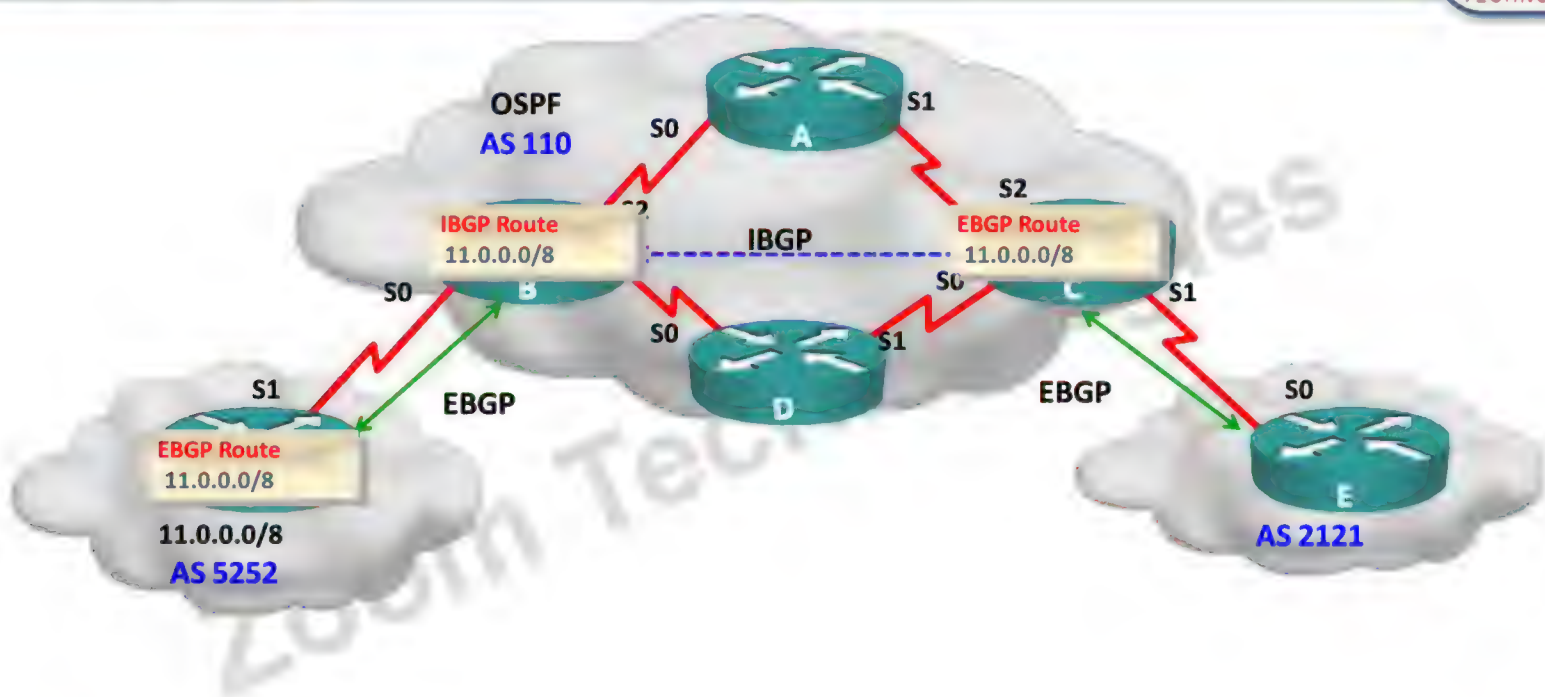 OSPF
AS 110
S0
A
S1
S2
IBGP Route
11.0.0.0/8
B
IBGP
S2
EBGP Route
11.0.0.0/8
C
S0
S0
S1
S0
S1
D
S1
EBGP
EBGP
S0
EBGP Route
11.0.0.0/8
11.0.0.0/8
AS 5252
E
AS 2121